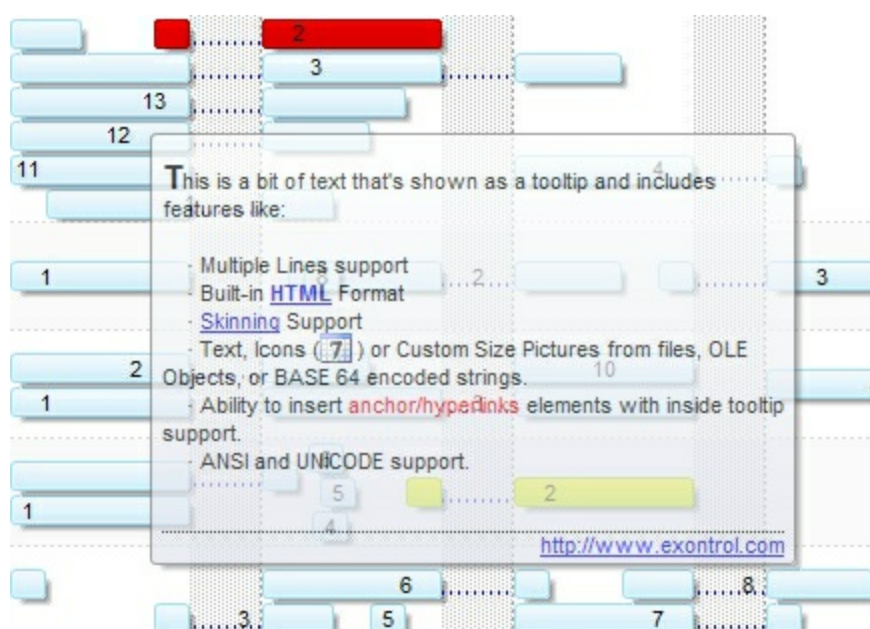 2
3
13
12
11
4
This is a bit of text that's shown as a tooltip and includes
features like:
1
· Multiple Lines support
1
2
3
· Built-in HTML Format
· Skinning Support
· Text, Icons ( 7 ) or Custom Size Pictures from files, OLE
2
10
Objects, or BASE 64 encoded strings.
1
· Ability to insert anchor/hyperlinks elements with inside tooltip
support.
· ANSI and UNICODE support.
5
2
1
4
http://www.exontrol.com
6
8
3
5
7